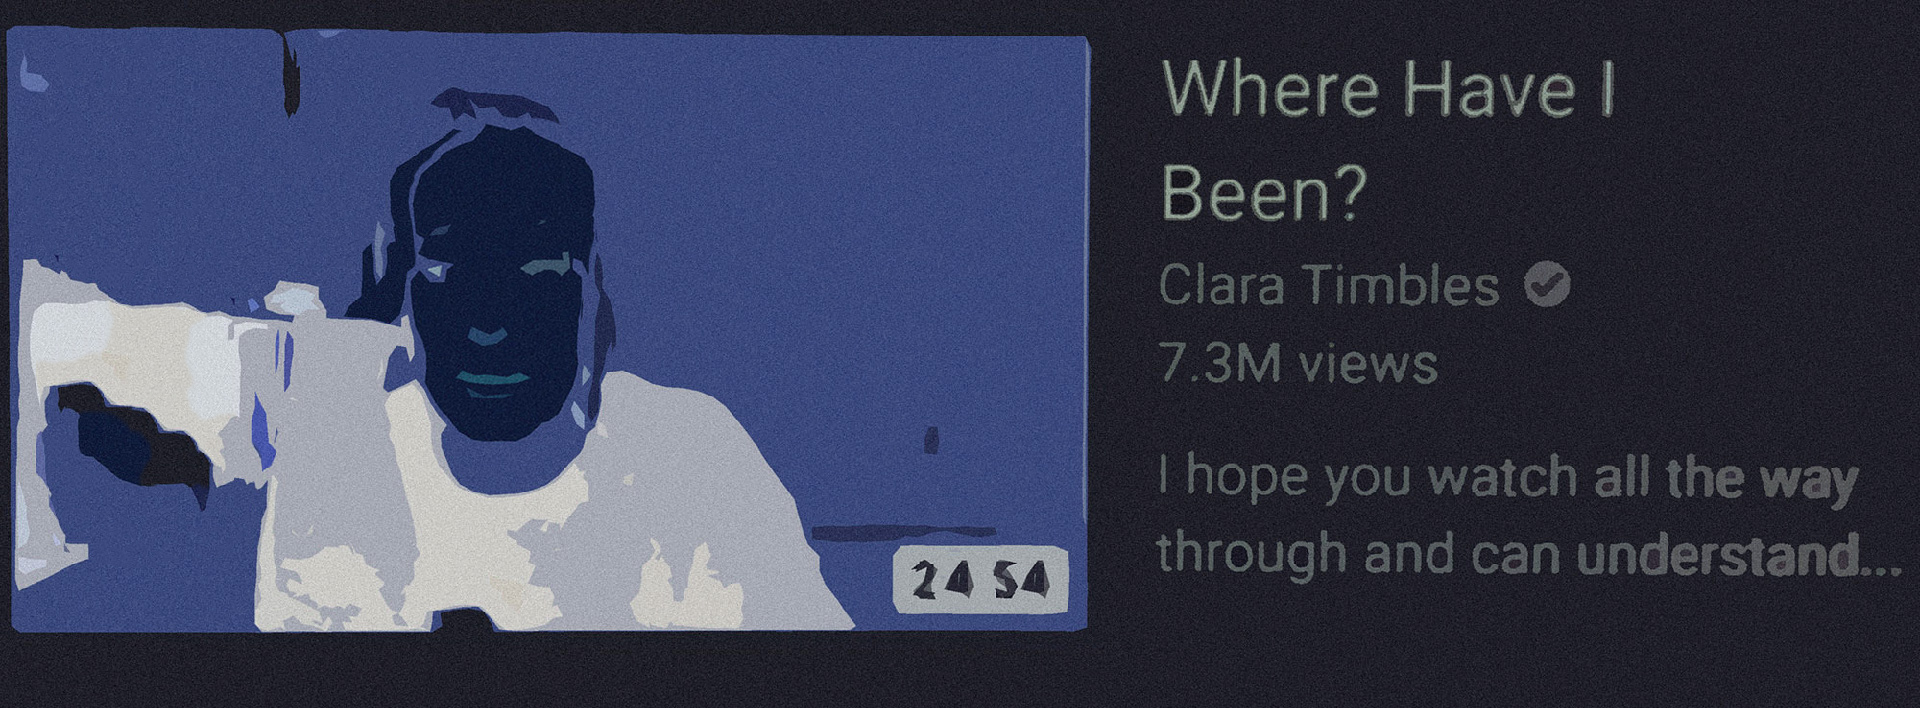 24 54
Where Have I
Been?
Clara Timbles
7.3M views
I hope you watch all the way
through and can understand...